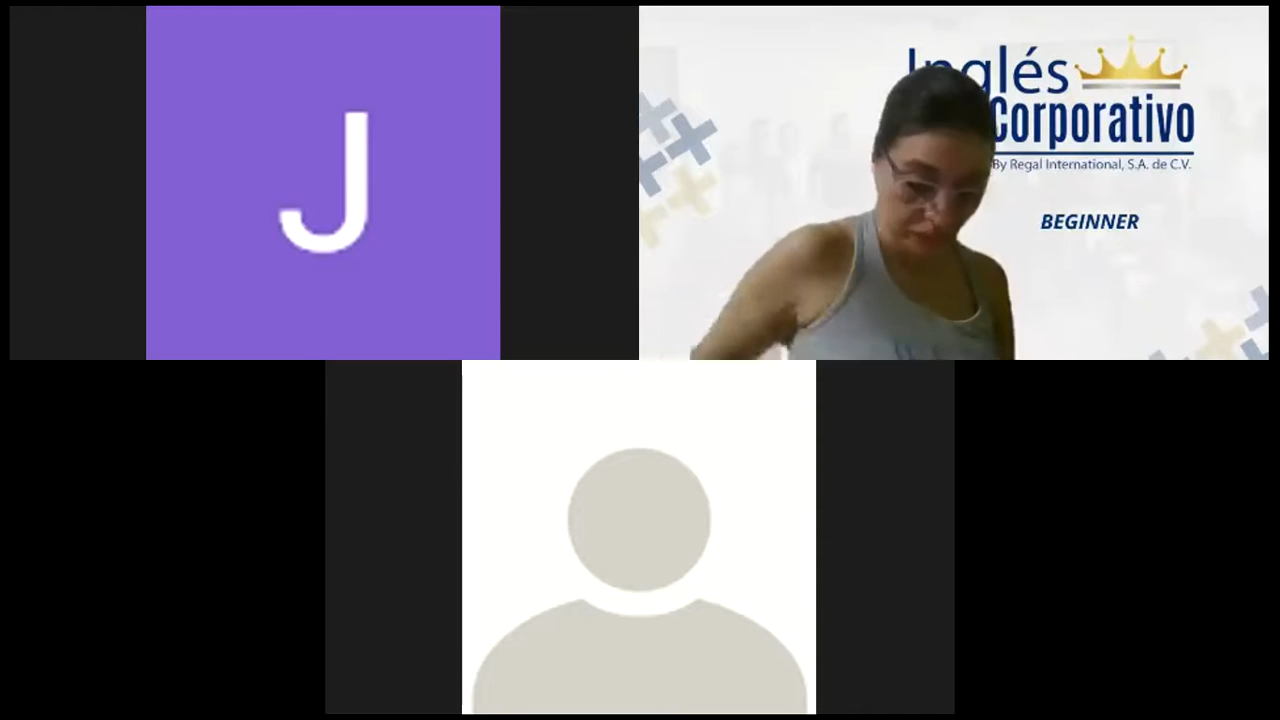 J
Inglés
Corporativo
By Regal International, S.A. de C.V.
BEGINNER